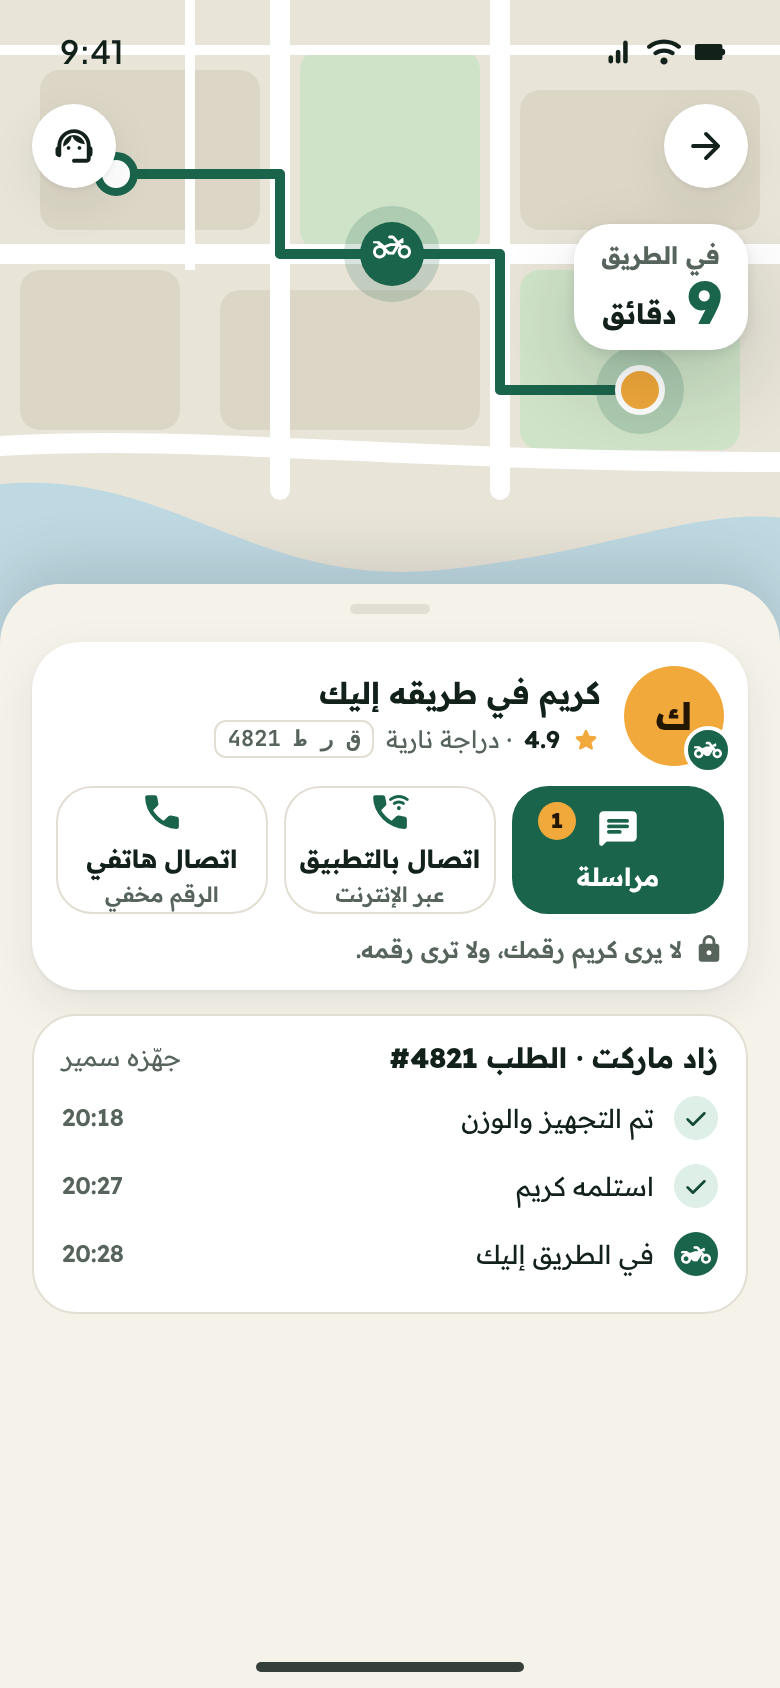 9:41
في الطريق
9 دقائق
كريم في طريقه إليك
ك
4.9 · دراجة نارية ق ر ط 4821
1
مراسلة
اتصال بالتطبيق
عبر الإنترنت
اتصال هاتفي
الرقم مخفي
لا يرى كريم رقمك، ولا ترى رقمه.
زاد ماركت · الطلب 4821#
جهّزه سمير
تم التجهيز والوزن 20:18
استلمه كريم 20:27
في الطريق إليك 20:28